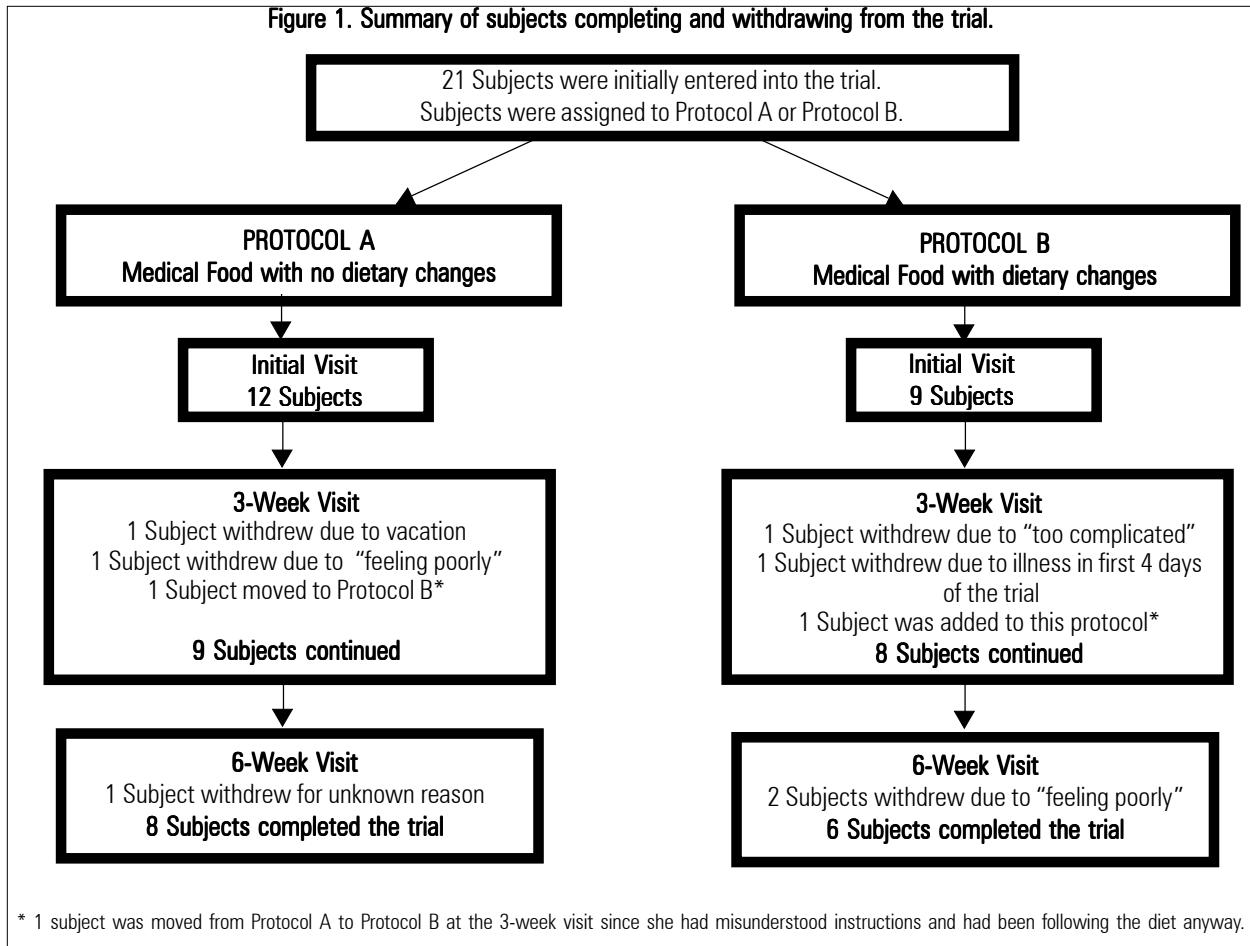 Figure 1. Summary of subjects completing and withdrawing from the trial.
21 Subjects were initially entered into the trial.
Subjects were assigned to Protocol A or Protocol B.
PROTOCOL A
Medical Food with no dietary changes
Initial Visit
12 Subjects
3-Week Visit
1 Subject withdrew due to vacation
1 Subject withdrew due to “feeling poorly”
1 Subject moved to Protocol B*
9 Subjects continued
6-Week Visit
1 Subject withdrew for unknown reason
8 Subjects completed the trial
PROTOCOL B
Medical Food with dietary changes
Initial Visit
9 Subjects
3-Week Visit
1 Subject withdrew due to “too complicated”
1 Subject withdrew due to illness in first 4 days
of the trial
1 Subject was added to this protocol*
8 Subjects continued
6-Week Visit
2 Subjects withdrew due to “feeling poorly”
6 Subjects completed the trial
* 1 subject was moved from Protocol A to Protocol B at the 3-week visit since she had misunderstood instructions and had been following the diet anyway.